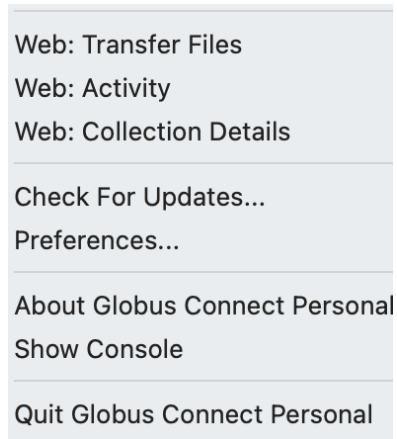 Web: Transfer Files
Web: Activity
Web: Collection Details
Check For Updates...
Preferences...
About Globus Connect Personal
Show Console
Quit Globus Connect Personal